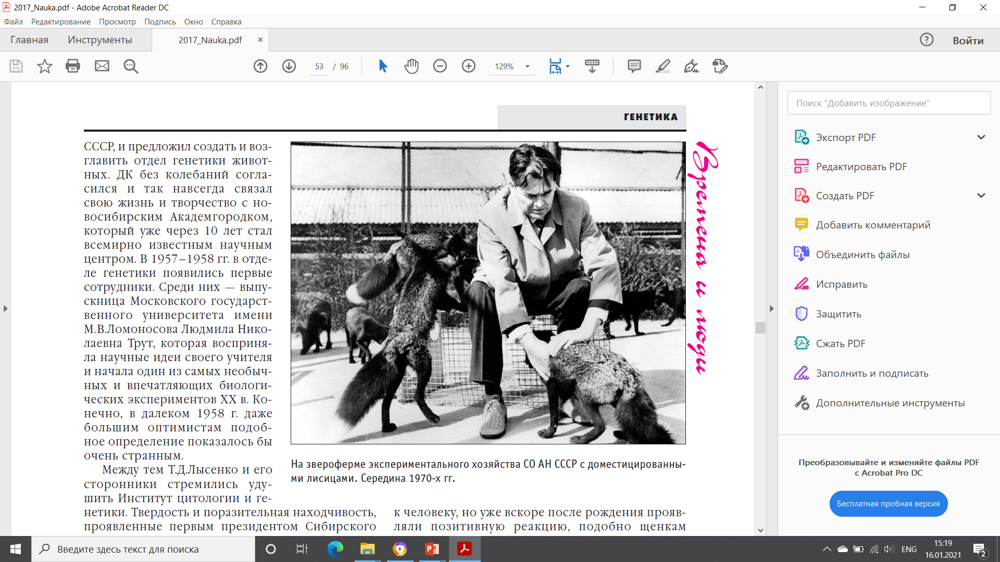 2017_Nauka.pdf - Adobe Acrobat Reader DC
Файл Редактирование Просмотр Подпись Окно Справка
Главная Инструменты 2017_Nauka.pdf × ? Войти
53 / 96 129%
ГЕНЕТИКА
СССР, и предложил создать и воз-
главить отдел генетики живот-
ных. ДК без колебаний согла-
сился и так навсегда связал
свою жизнь и творчество с но-
восибирским Академгородком,
который уже через 10 лет стал
всемирно известным научным
центром. В 1957–1958 гг. в отде-
ле генетики появились первые
сотрудники. Среди них — выпу-
скница Московского государст-
венного университета имени
М.В.Ломоносова Людмила Нико-
лаевна Трут, которая восприня-
ла научные идеи своего учителя
и начала один из самых необыч-
ных и впечатляющих биологи-
ческих экспериментов XX в. Ко-
нечно, в далеком 1958 г. даже
большим оптимистам подоб-
ное определение показалось бы
очень странным.
Между тем Т.Д.Лысенко и его
сторонники стремились уду-
шить Институт цитологии и ге-
нетики. Твердость и поразительная находчивость,
проявленные первым президентом Сибирского
Времена и люди
На звероферме экспериментального хозяйства СО АН СССР с доместицированны-
ми лисицами. Середина 1970-х гг.
к человеку, но уже вскоре после рождения прояв-
ляли позитивную реакцию, подобно щенкам
Поиск "Добавить изображение"
Экспорт PDF
Редактировать PDF
Создать PDF
Добавить комментарий
Объединить файлы
Исправить
Защитить
Сжать PDF
Заполнить и подписать
Дополнительные инструменты
Преобразовывайте и изменяйте файлы PDF
с Acrobat Pro DC
Бесплатная пробная версия
Введите здесь текст для поиска
ENG
15:19
16.01.2021
2